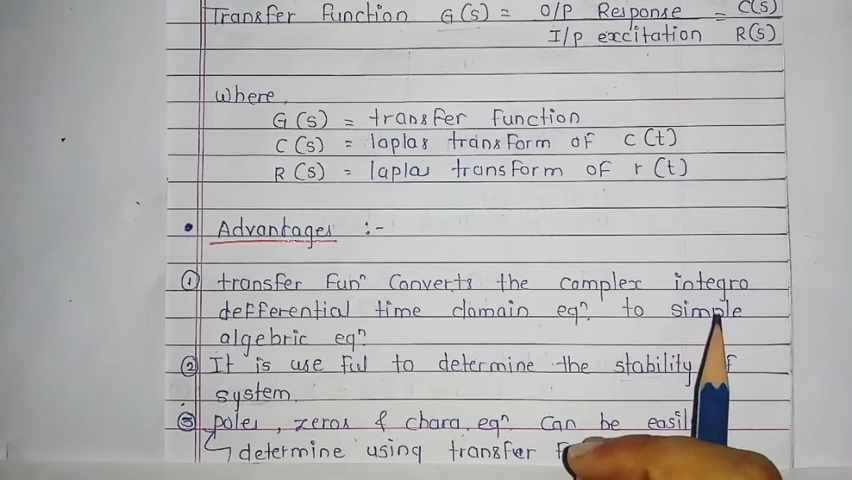 Transfer Function G(s) = O/P Response = C(s)
I/p excitation R(s)
Where,
G(s) = transfer function
C(s) = laplas transform of c(t)
R(s) = laplas transform of r(t)
• Advantages :-
① transfer Funⁿ Converts the complex integro
defferential time domain eqⁿ. to simple
algebric eqⁿ
② It is use ful to determine the stability
system.
③ poles, zeros & chara. eqⁿ. Can be
determine using transfer